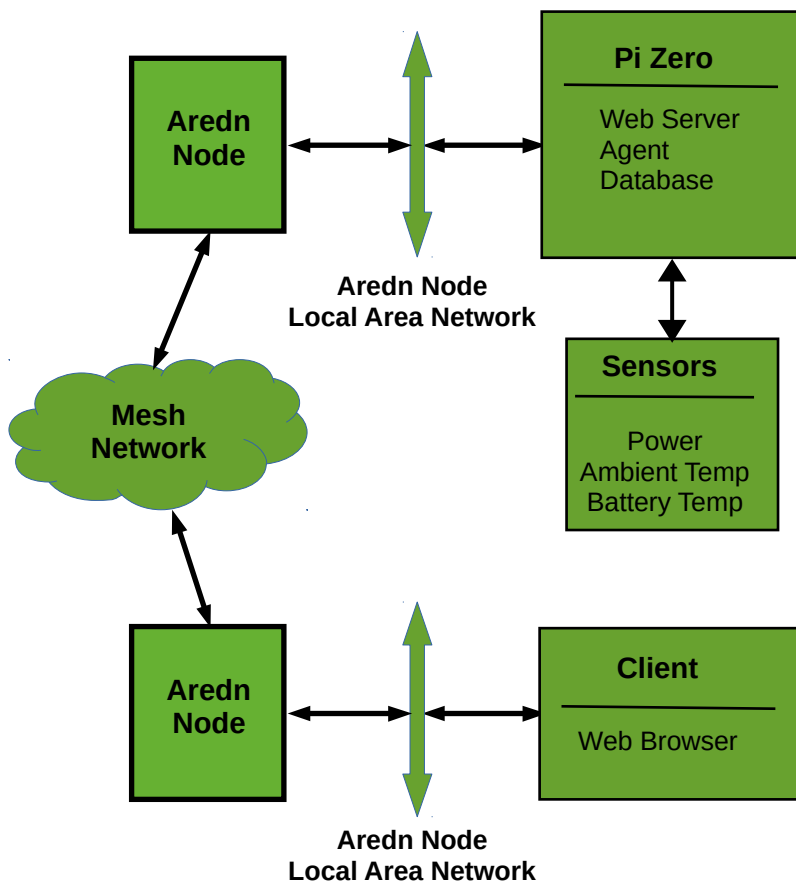 Aredn
Node
Pi Zero
Web Server
Agent
Database
Aredn Node
Local Area Network
Sensors
Power
Ambient Temp
Battery Temp
Mesh
Network
Aredn
Node
Client
Web Browser
Aredn Node
Local Area Network